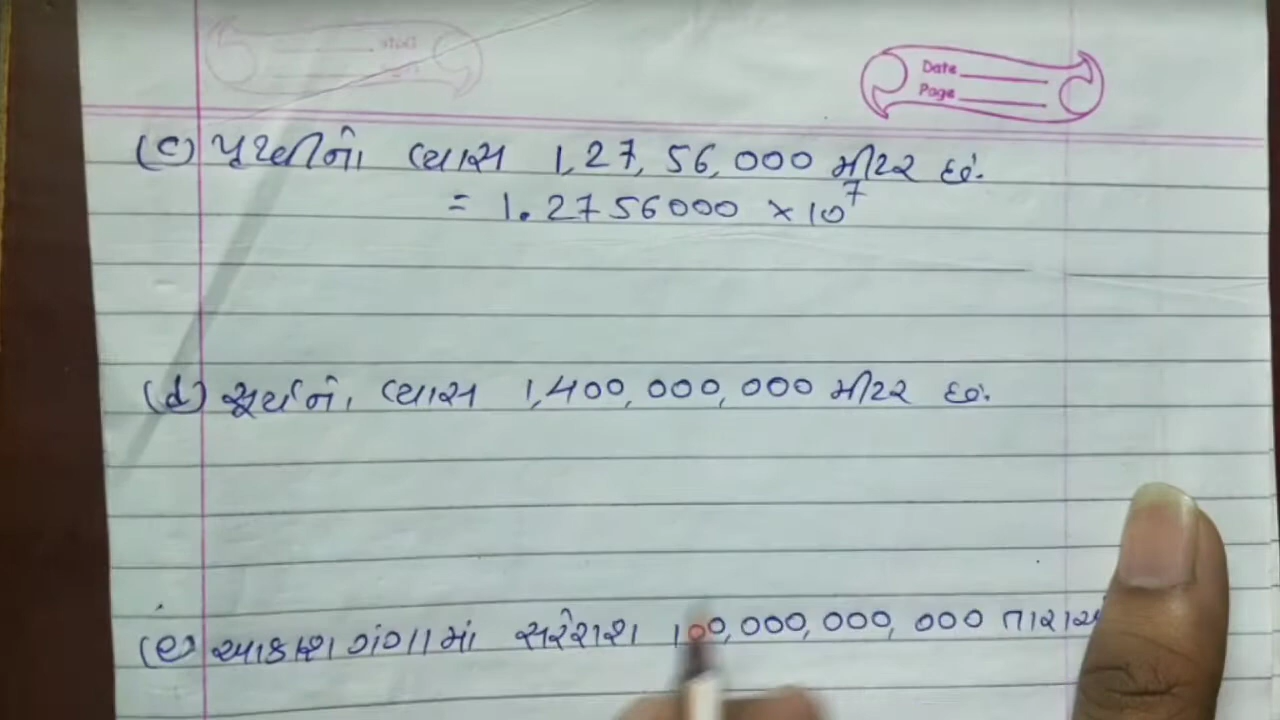 Date
Page
(c) પૃથ્વીનો વ્યાસ 1,27,56,000 મીટર છે.
= 1.2756000 × 10⁷
(d) સૂર્યનો વ્યાસ 1,400,000,000 મીટર છે.
(e) આકાશ ગંગામાં સરેરાશ 100,000,000,000